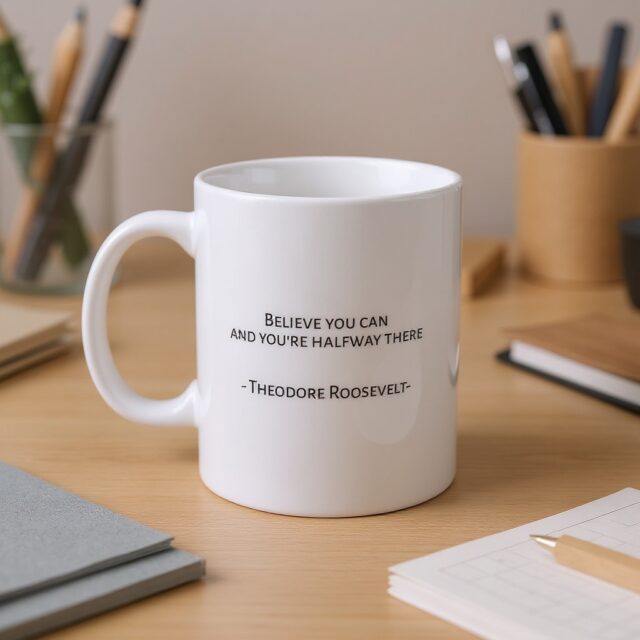 Believe you can
and you're halfway there
-Theodore Roosevelt-